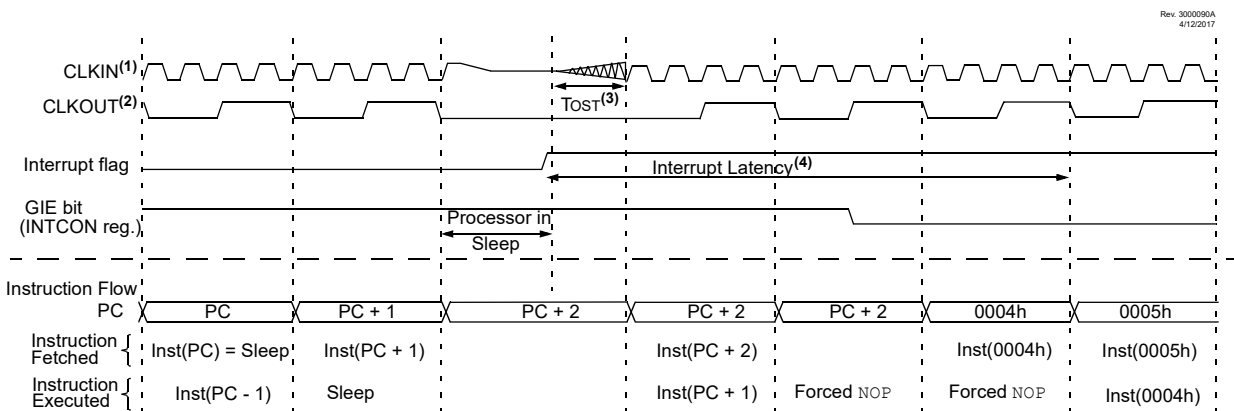 Rev. 3000090A
4/12/2017
CLKIN(1)
CLKOUT(2)
TOST(3)
Interrupt flag
Interrupt Latency(4)
GIE bit
(INTCON reg.)
Processor in
Sleep
Instruction Flow
PC PC PC + 1 PC + 2 PC + 2 PC + 2 0004h 0005h
Instruction
Fetched { Inst(PC) = Sleep Inst(PC + 1) Inst(PC + 2) Inst(0004h) Inst(0005h)
Instruction
Executed { Inst(PC - 1) Sleep Inst(PC + 1) Forced NOP Forced NOP Inst(0004h)